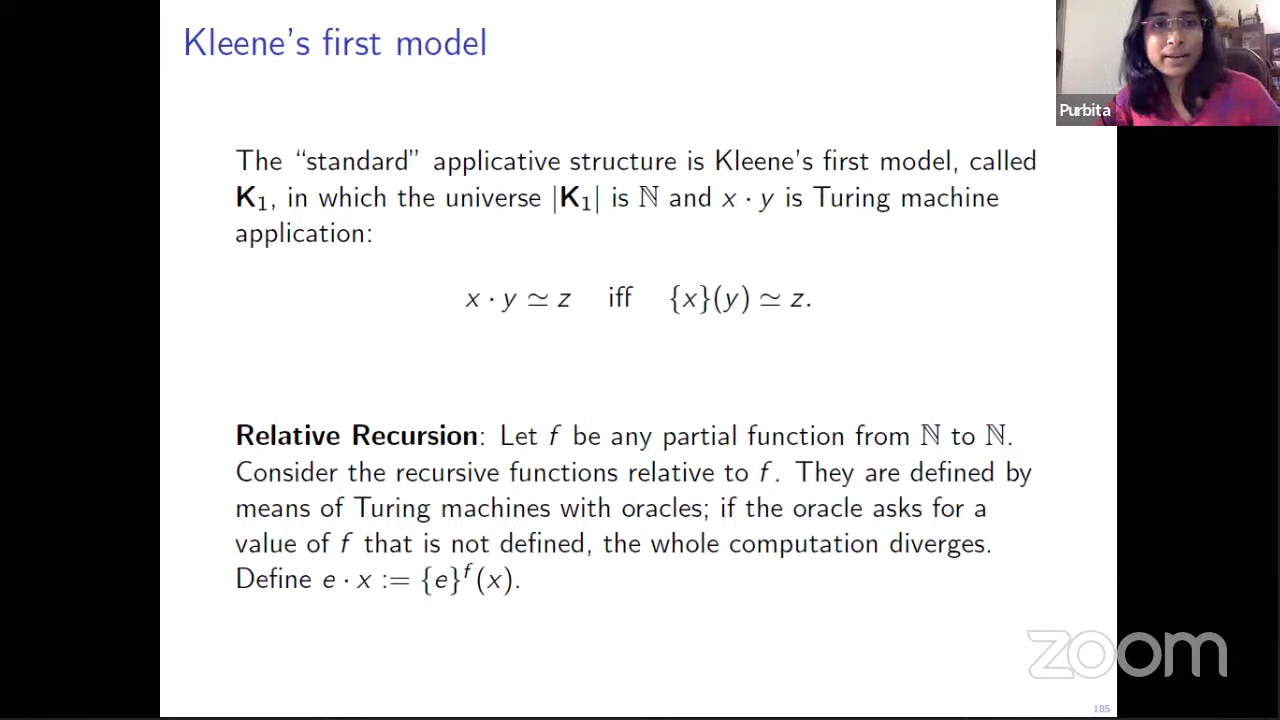 Kleene's first model
Purbita
The “standard” applicative structure is Kleene's first model, called
K₁, in which the universe |K₁| is ℕ and x · y is Turing machine
application:
x · y ≃ z iff {x}(y) ≃ z.
Relative Recursion: Let f be any partial function from ℕ to ℕ.
Consider the recursive functions relative to f. They are defined by
means of Turing machines with oracles; if the oracle asks for a
value of f that is not defined, the whole computation diverges.
Define e · x := {e}ᶠ(x).
zoom
185